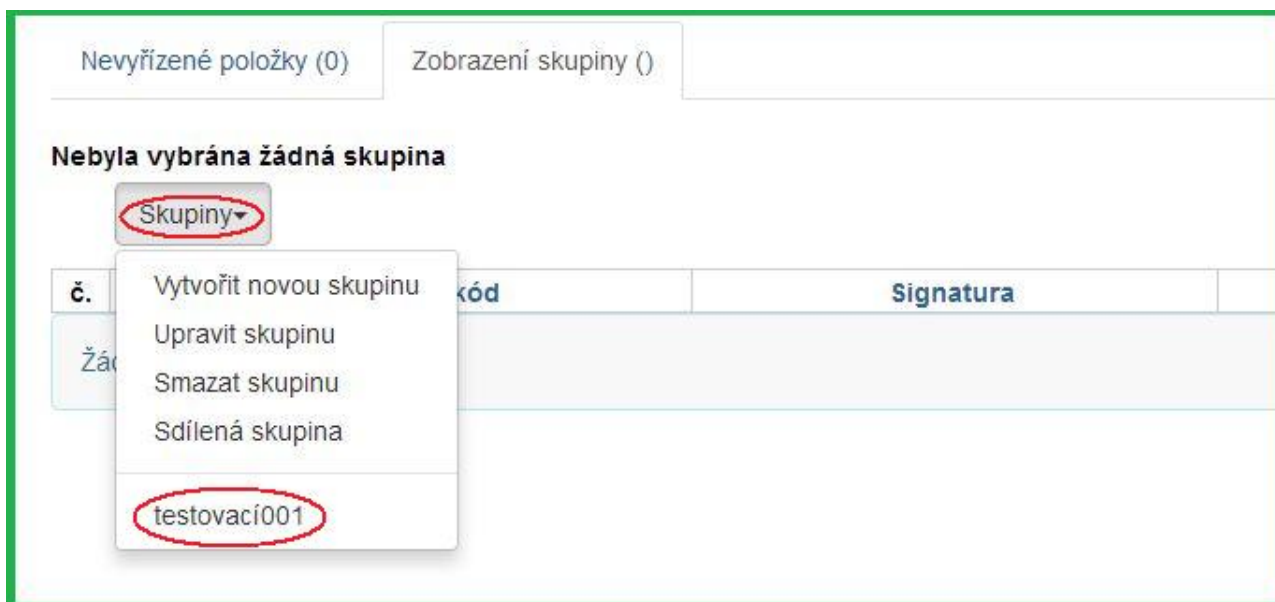 Nevyřízené položky (0) Zobrazení skupiny ()
Nebyla vybrána žádná skupina
Skupiny
č. kód Signatura
Vytvořit novou skupinu
Upravit skupinu
Smazat skupinu
Sdílená skupina
testovací001